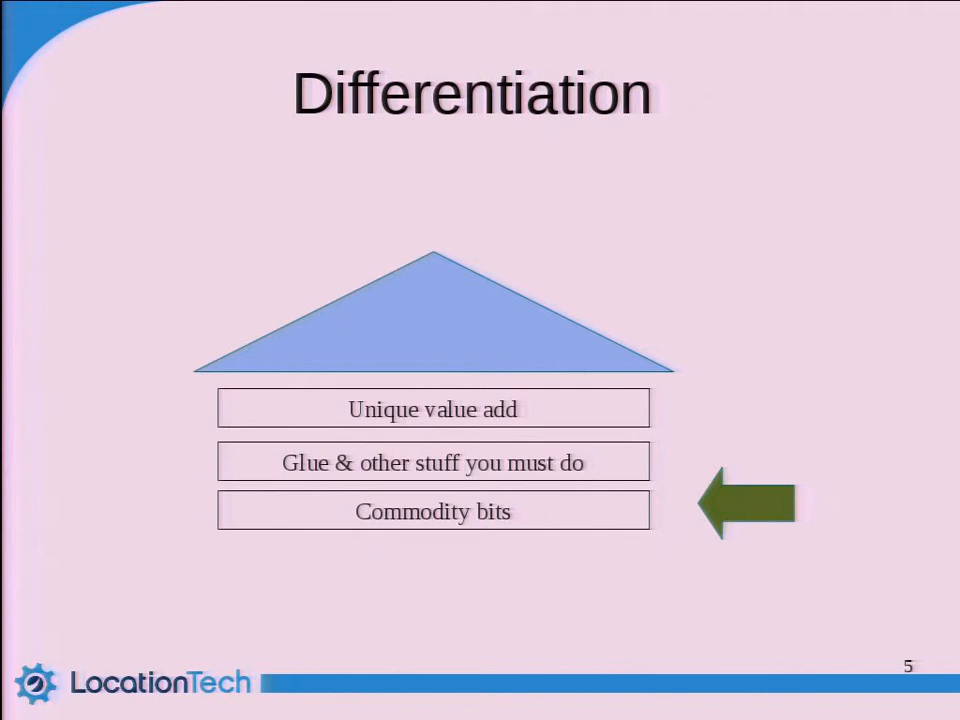 Differentiation
Unique value add
Glue & other stuff you must do
Commodity bits
5
LocationTech